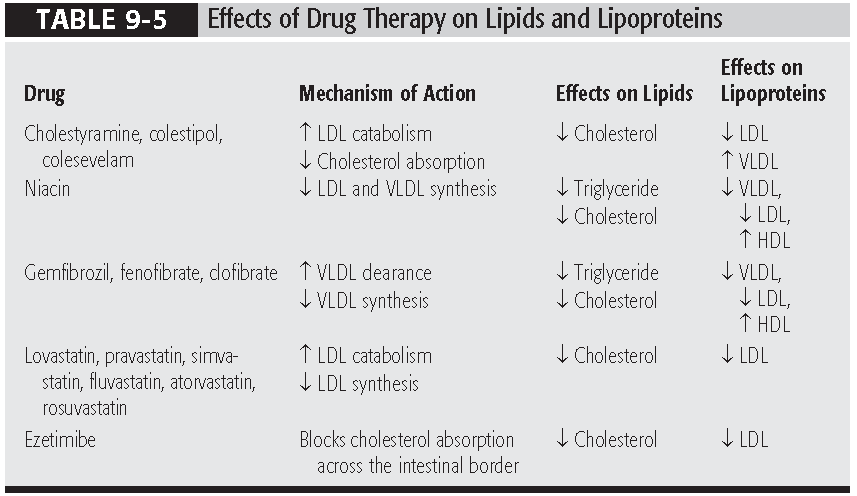 TABLE 9-5 Effects of Drug Therapy on Lipids and Lipoproteins
Effects on
Drug Mechanism of Action Effects on Lipids Lipoproteins
Cholestyramine, colestipol, ↑ LDL catabolism ↓ Cholesterol ↓ LDL
colesevelam ↓ Cholesterol absorption ↑ VLDL
Niacin ↓ LDL and VLDL synthesis ↓ Triglyceride ↓ VLDL,
↓ Cholesterol ↓ LDL,
↑ HDL
Gemfibrozil, fenofibrate, clofibrate ↑ VLDL clearance ↓ Triglyceride ↓ VLDL,
↓ VLDL synthesis ↓ Cholesterol ↓ LDL,
↑ HDL
Lovastatin, pravastatin, simva- ↑ LDL catabolism ↓ Cholesterol ↓ LDL
statin, fluvastatin, atorvastatin, ↓ LDL synthesis
rosuvastatin
Ezetimibe Blocks cholesterol absorption ↓ Cholesterol ↓ LDL
across the intestinal border